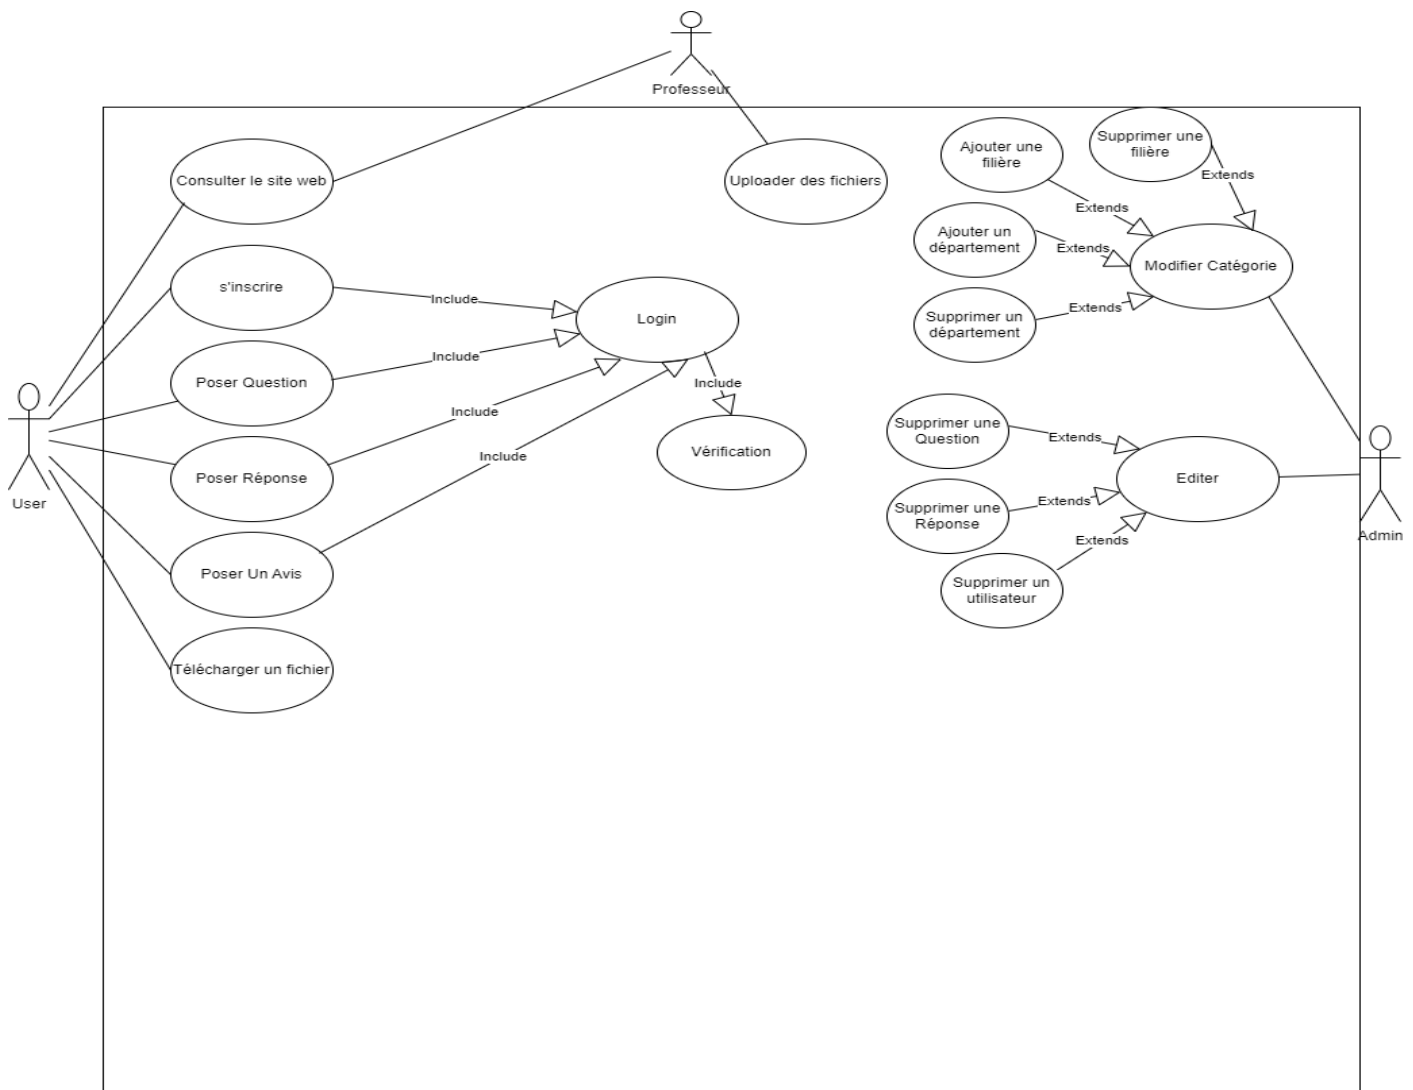 Professeur
Consulter le site web
Uploader des fichiers
Ajouter une
filière
Supprimer une
filière
Extends
Extends
Ajouter un
département
Extends
Modifier Catégorie
Extends
Supprimer un
département
s'inscrire
Include
Login
Poser Question
Include
Include
Vérification
Poser Réponse
Include
Poser Un Avis
Include
Télécharger un fichier
User
Supprimer une
Question
Extends
Editer
Supprimer une
Réponse
Extends
Extends
Supprimer un
utilisateur
Admin